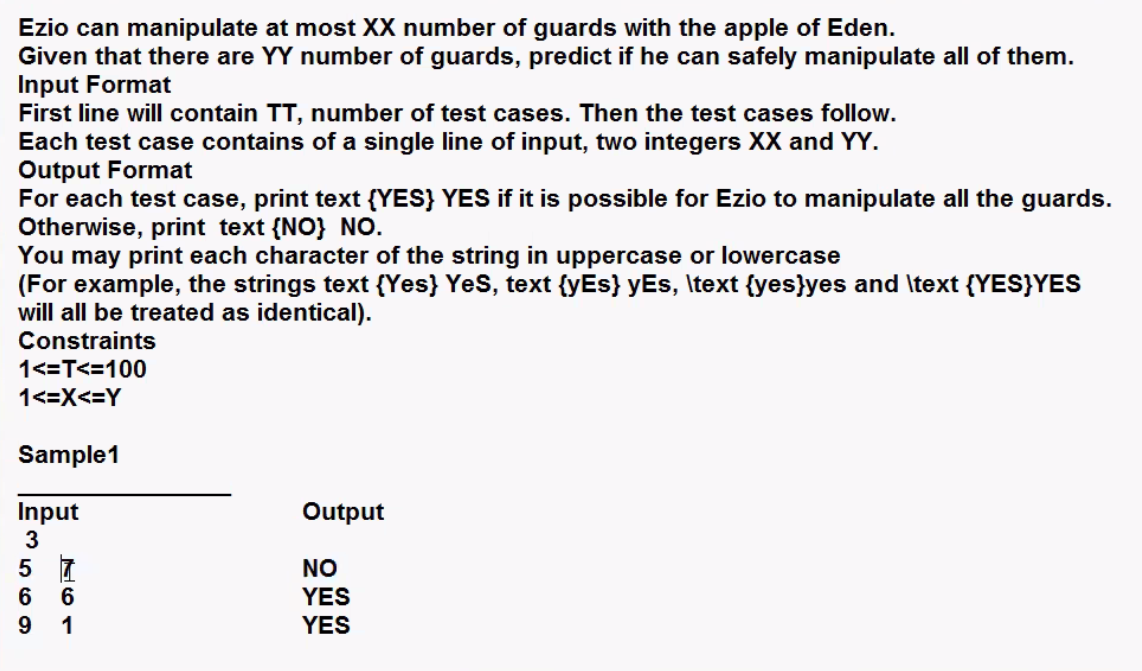 Ezio can manipulate at most XX number of guards with the apple of Eden.
Given that there are YY number of guards, predict if he can safely manipulate all of them.
Input Format
First line will contain TT, number of test cases. Then the test cases follow.
Each test case contains of a single line of input, two integers XX and YY.
Output Format
For each test case, print text {YES} YES if it is possible for Ezio to manipulate all the guards.
Otherwise, print  text {NO}  NO.
You may print each character of the string in uppercase or lowercase
(For example, the strings text {Yes} YeS, text {yEs} yEs, \text {yes}yes and \text {YES}YES
will all be treated as identical).
Constraints
1<=T<=100
1<=X<=Y
Sample1
Input Output
3
5 7 NO
6 6 YES
9 1 YES